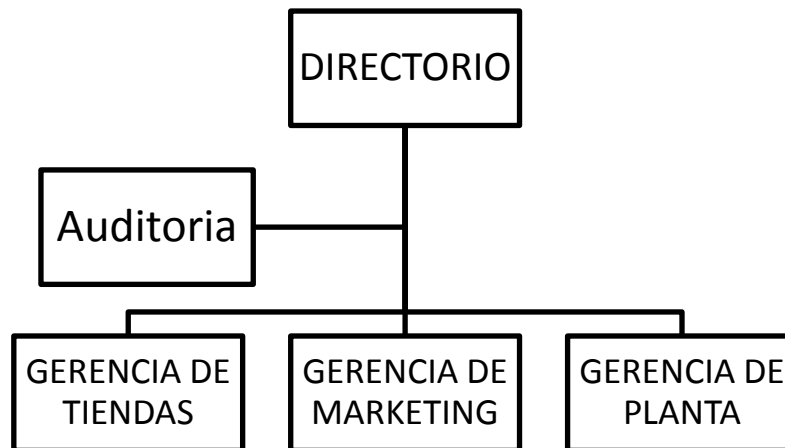 DIRECTORIO
Auditoria
GERENCIA DE
TIENDAS
GERENCIA DE
MARKETING
GERENCIA DE
PLANTA